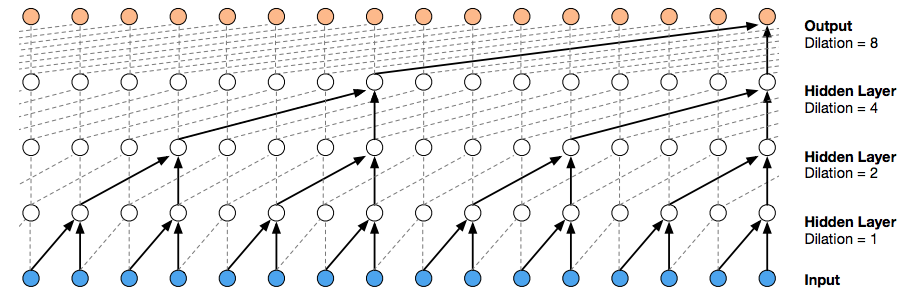 Output
Dilation = 8
Hidden Layer
Dilation = 4
Hidden Layer
Dilation = 2
Hidden Layer
Dilation = 1
Input